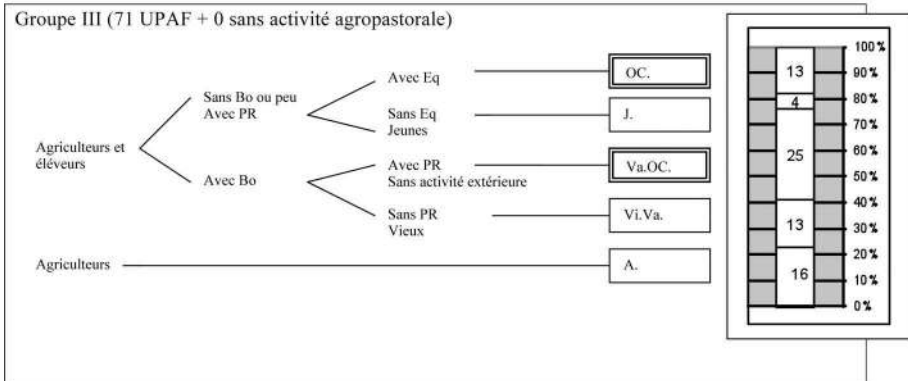 Groupe III (71 UPAF + 0 sans activité agropastorale)
Agriculteurs et
éléveurs
Sans Bo ou peu
Avec PR
Avec Eq
OC.
Sans Eq
Jeunes
J.
Avec Bo
Avec PR
Sans activité extérieure
Va.OC.
Sans PR
Vieux
Vi.Va.
Agriculteurs
A.
13
4
25
13
16
100%
90%
80%
70%
60%
50%
40%
30%
20%
10%
0%